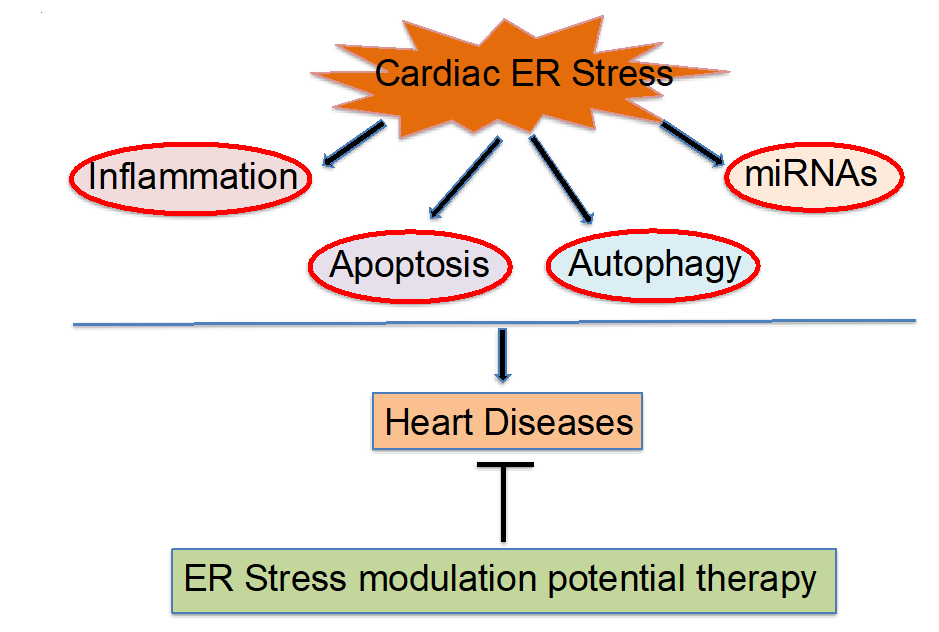 Cardiac ER Stress
Inflammation
miRNAs
Apoptosis
Autophagy
Heart Diseases
ER Stress modulation potential therapy